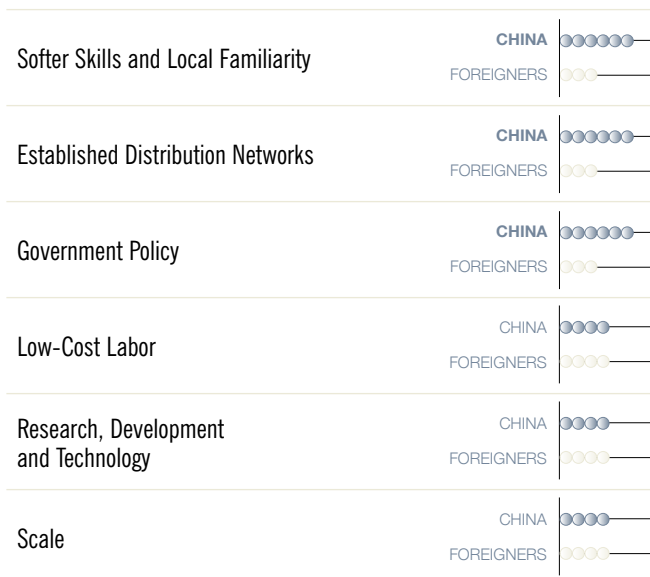 CHINA
Softer Skills and Local Familiarity
FOREIGNERS
CHINA
Established Distribution Networks
FOREIGNERS
CHINA
Government Policy
FOREIGNERS
CHINA
Low-Cost Labor
FOREIGNERS
Research, Development
and Technology
CHINA
FOREIGNERS
CHINA
Scale
FOREIGNERS